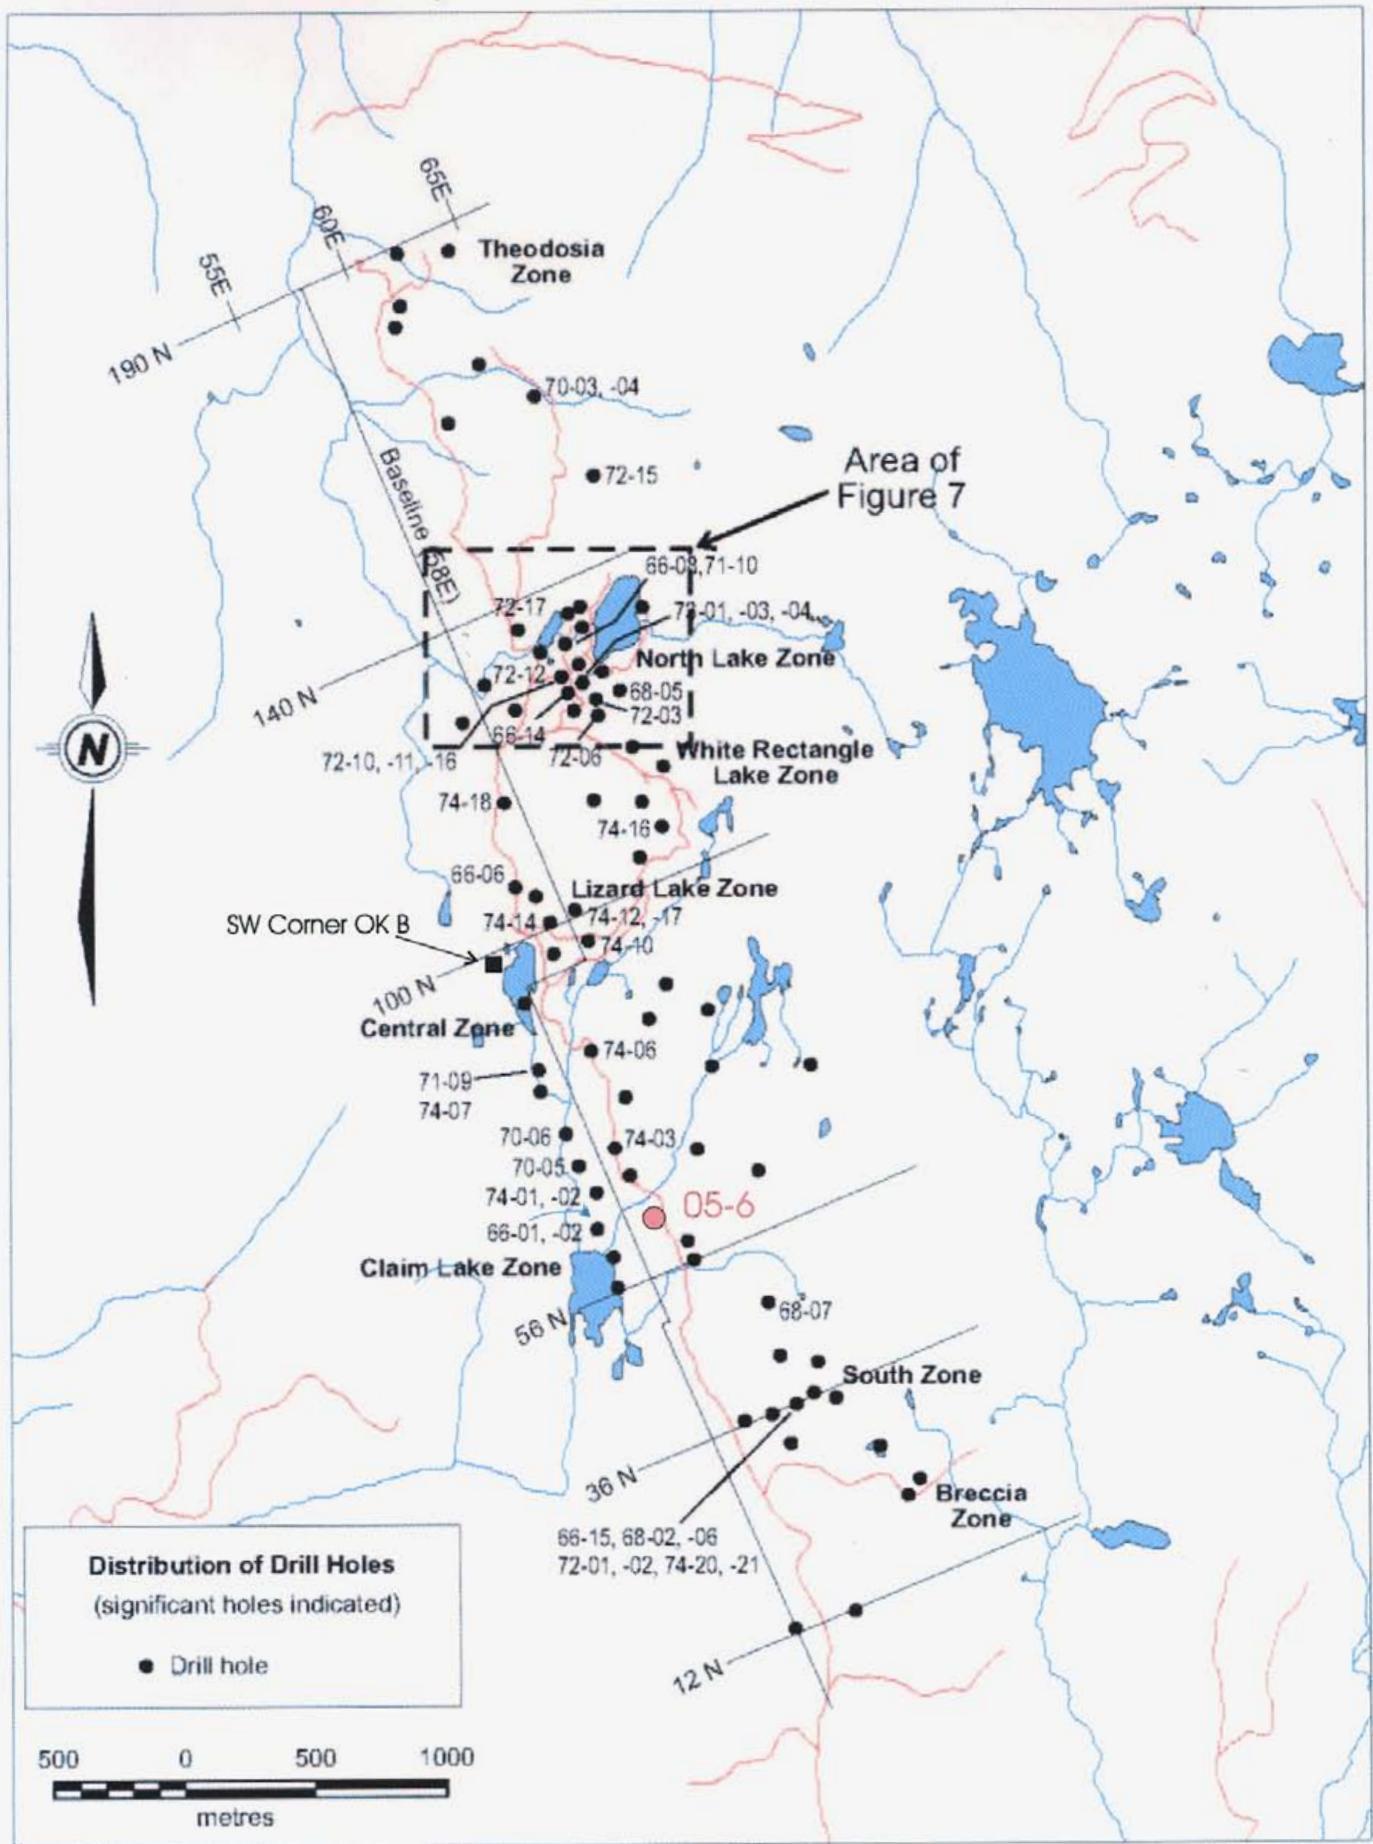 65E
60E
55E
Theodosia
Zone
190 N
70-03, -04
72-15
Baseline (58E)
Area of
Figure 7
66-08,71-10
72-17
-01, -03, -04
North Lake Zone
72-12
68-05
72-03
140 N
66-14
72-06
72-10, -11, -16
White Rectangle
Lake Zone
74-18
74-16
66-06
Lizard Lake Zone
74-14
74-12, -17
SW Corner OK B
74-10
100 N
Central Zone
74-06
71-09
74-07
70-06
74-03
70-05
74-01, -02
05-6
66-01, -02
Claim Lake Zone
56 N
68-07
South Zone
36 N
Breccia
Zone
66-15, 68-02, -06
72-01, -02, 74-20, -21
12 N
N
Distribution of Drill Holes
(significant holes indicated)
Drill hole
500 0 500 1000
metres